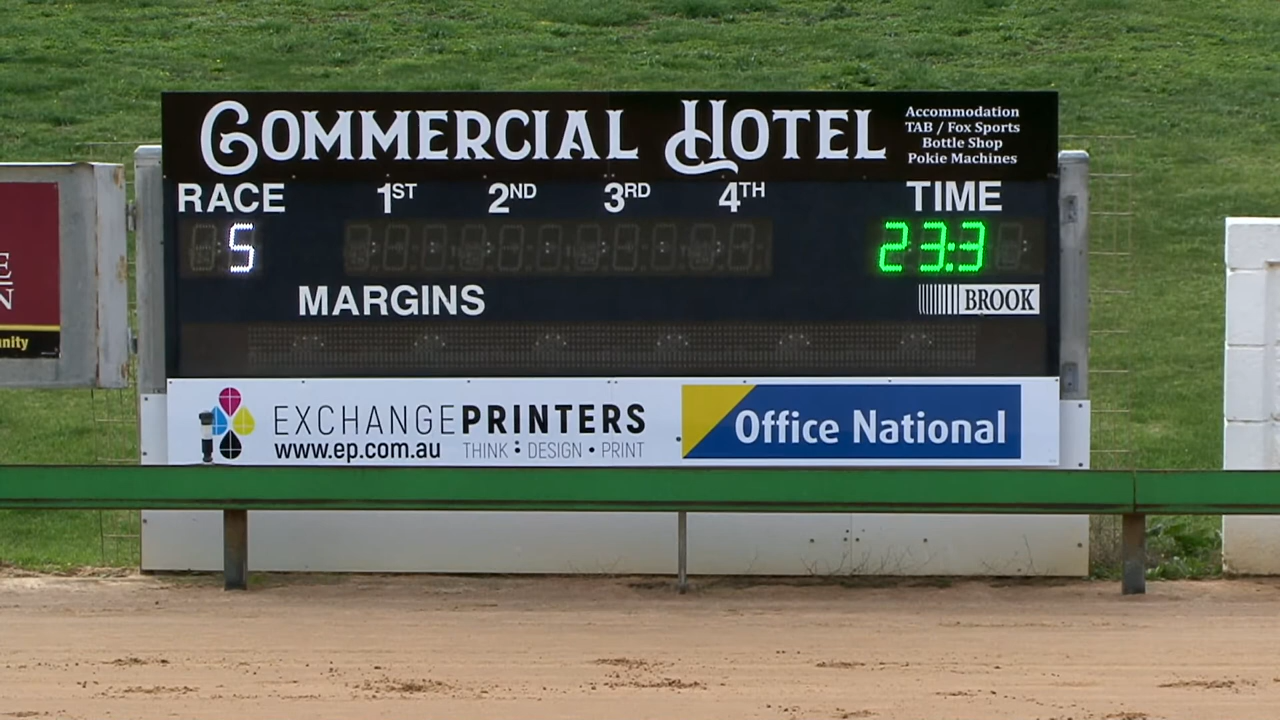 COMMERCIAL HOTEL
Accommodation
TAB / Fox Sports
Bottle Shop
Pokie Machines
RACE 1ST 2ND 3RD 4TH TIME
5 23:3
MARGINS
BROOK
EXCHANGEPRINTERS
www.ep.com.au THINK : DESIGN • PRINT
Office National
E
N
nity